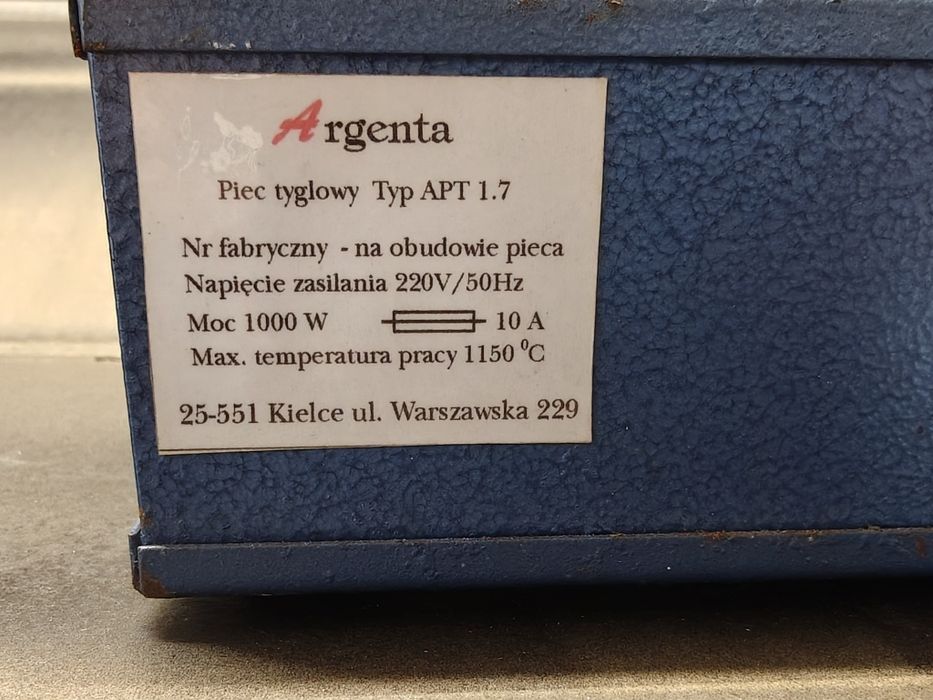 Argenta
Piec tyglowy Typ APT 1.7
Nr fabryczny - na obudowie pieca
Napięcie zasilania 220V/50Hz
Moc 1000 W 10 A
Max. temperatura pracy 1150 ⁰C
25-551 Kielce ul. Warszawska 229